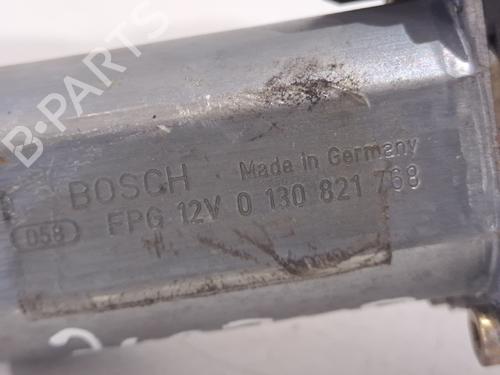 B-PARTS
BOSCH Made in Germany
058 FPG 12V 0 130 821 768